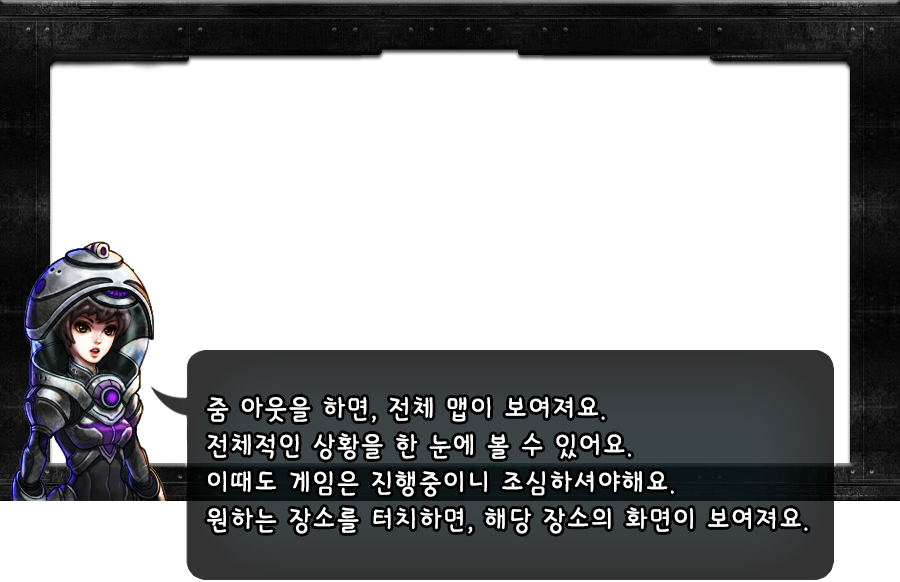 줌 아웃을 하면, 전체 맵이 보여져요.
전체적인 상황을 한 눈에 볼 수 있어요.
이때도 게임은 진행중이니 조심하셔야해요.
원하는 장소를 터치하면, 해당 장소의 화면이 보여져요.